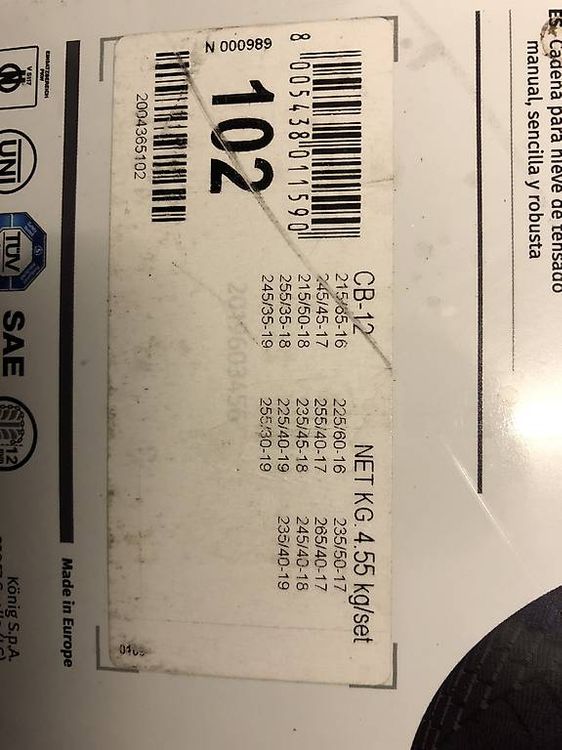 Es. Cadena para nieve de tensado
manual, sencilla y robusta
8 005438 011590
N 000989
102
2004365102
CB-12 NET KG. 4.55 kg/set
215/65-16 225/60-16 235/50-17
245/45-17 255/40-17 265/40-17
215/50-18 235/45-18 245/40-18
255/35-18 225/40-19 235/40-19
245/35-19 255/30-19
Made in Europe
V 5117
UNI
TÜV
SAE
12
König S.p.A.